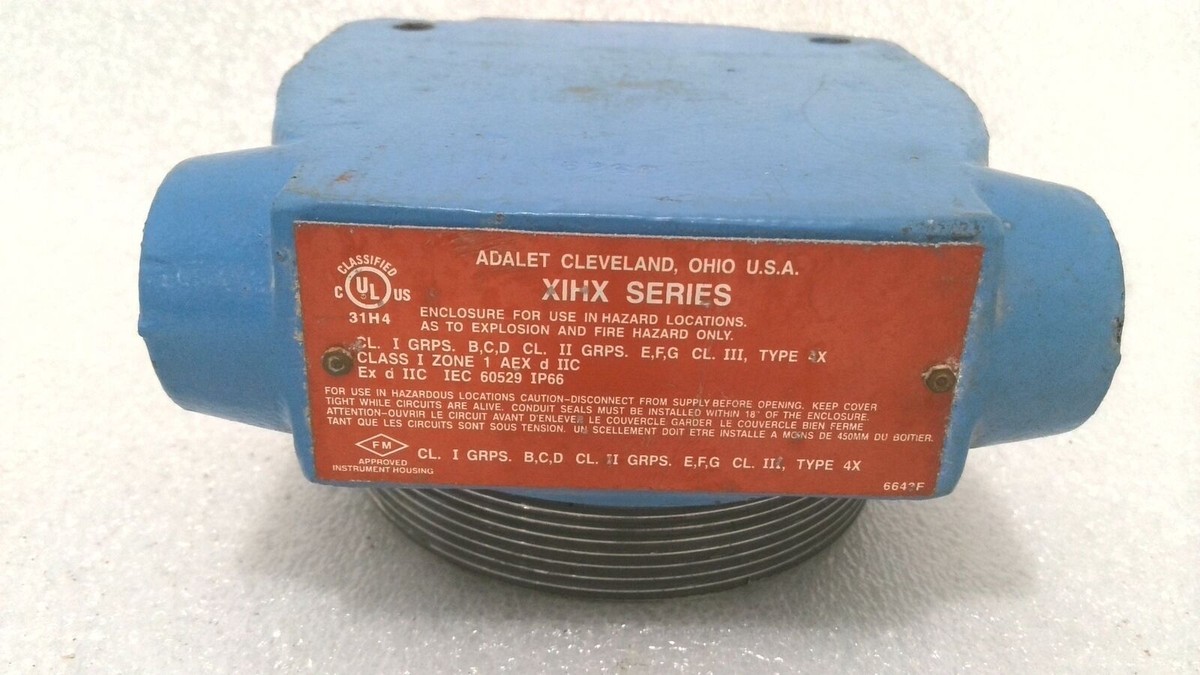 ADALET CLEVELAND, OHIO U.S.A.
XIHX SERIES
CLASSIFIED
C UL US
31H4
ENCLOSURE FOR USE IN HAZARD LOCATIONS.
AS TO EXPLOSION AND FIRE HAZARD ONLY.
CL. I GRPS. B,C,D CL. II GRPS. E,F,G CL. III, TYPE 4X
CLASS I ZONE 1 AEX d IIC
Ex d IIC IEC 60529 IP66
FOR USE IN HAZARDOUS LOCATIONS CAUTION-DISCONNECT FROM SUPPLY BEFORE OPENING. KEEP COVER
TIGHT WHILE CIRCUITS ARE ALIVE. CONDUIT SEALS MUST BE INSTALLED WITHIN 18" OF THE ENCLOSURE.
ATTENTION-OUVRIR LE CIRCUIT AVANT D'ENLEVER LE COUVERCLE GARDER LE COUVERCLE BIEN FERME
TANT QUE LES CIRCUITS SONT SOUS TENSION. UN SCELLEMENT DOIT ETRE INSTALLE A MOINS DE 450MM DU BOITIER.
FM
APPROVED
INSTRUMENT HOUSING
CL. I GRPS. B,C,D CL. II GRPS. E,F,G CL. III, TYPE 4X